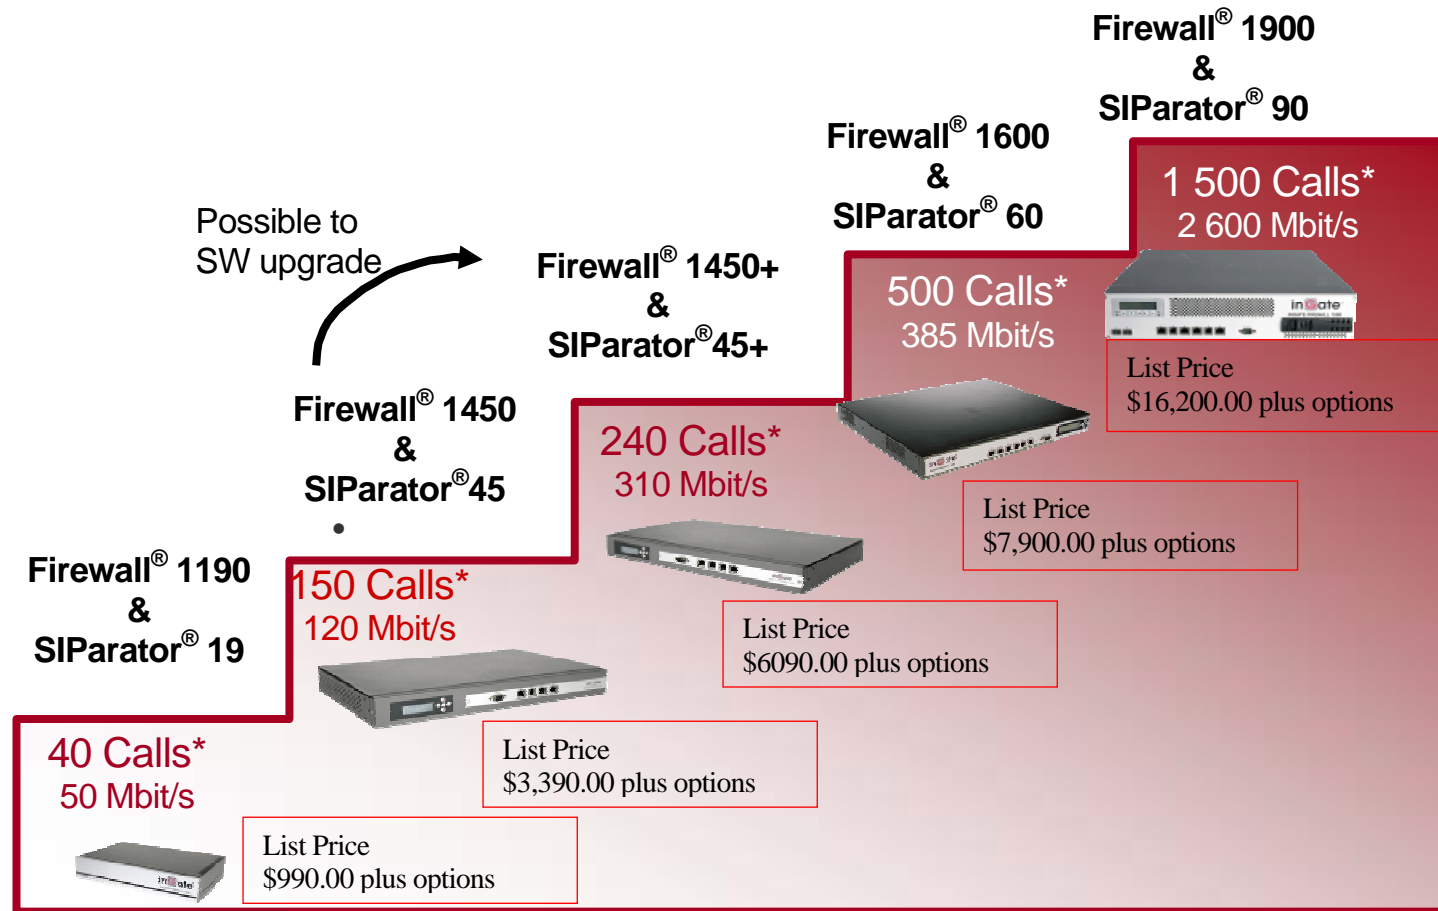 Firewall® 1900
&
SIParator® 90
Firewall® 1600
&
SIParator® 60
1 500 Calls*
2 600 Mbit/s
Possible to
SW upgrade
Firewall® 1450+
&
SIParator®45+
500 Calls*
385 Mbit/s
inGate
List Price
$16,200.00 plus options
Firewall® 1450
&
SIParator®45
•
240 Calls*
310 Mbit/s
List Price
$7,900.00 plus options
Firewall® 1190
&
SIParator® 19
150 Calls*
120 Mbit/s
List Price
$6090.00 plus options
40 Calls*
50 Mbit/s
List Price
$3,390.00 plus options
inGate
List Price
$990.00 plus options